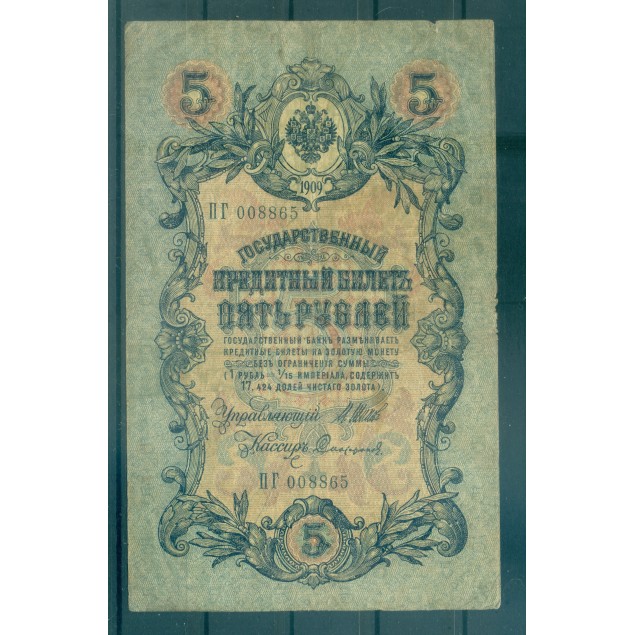 5 5
1909
ПГ 008865
ГОСУДАРСТВЕННЫЙ
КРЕДИТНЫЙ БИЛЕТЪ
ПЯТЬ РУБЛЕЙ
ГОСУДАРСТВЕННЫЙ БАНКЪ РАЗМѢНИВАЕТЪ
КРЕДИТНЫЕ БИЛЕТЫ НА ЗОЛОТУЮ МОНЕТУ
БЕЗЪ ОГРАНИЧЕНІЯ СУММЫ
(1 РУБЛЬ = 1/15 ИМПЕРІАЛА, СОДЕРЖИТЪ
17,424 ДОЛЕЙ ЧИСТАГО ЗОЛОТА).
Управляющій
Кассиръ
ПГ 008865
5